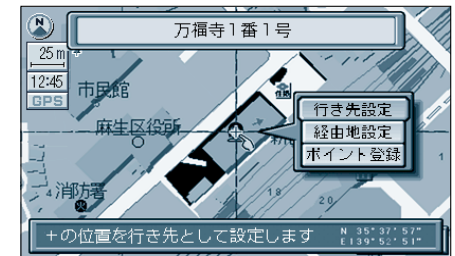 N
万福寺1番1号
25m
12:45
GPS
市民館
麻生区役所
消防署
行き先設定
経由地設定
ポイント登録
1
18
20
+の位置を行き先として設定します
N 35°37'57"
E139°52'51"